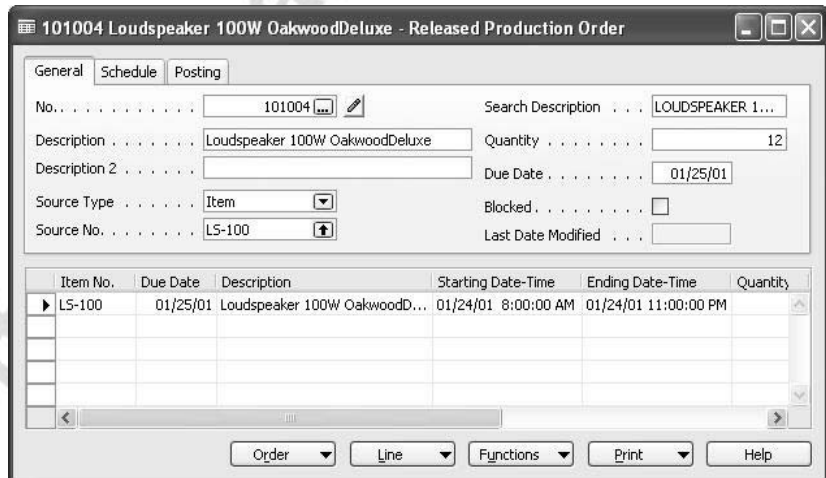 101004 Loudspeaker 100W OakwoodDeluxe - Released Production Order
General Schedule Posting
No. . . . . . . . . . . . 101004 ...
Description . . . . . . . Loudspeaker 100W OakwoodDeluxe
Description 2 . . . . . .
Source Type . . . . . . Item
Source No. . . . . . . . LS-100
Search Description . . . LOUDSPEAKER 1...
Quantity . . . . . . . . 12
Due Date . . . . . . . . 01/25/01
Blocked . . . . . . . . .
Last Date Modified . . .
Item No. Due Date Description Starting Date-Time Ending Date-Time Quantity
LS-100 01/25/01 Loudspeaker 100W OakwoodD... 01/24/01 8:00:00 AM 01/24/01 11:00:00 PM
Order Line Functions Print Help